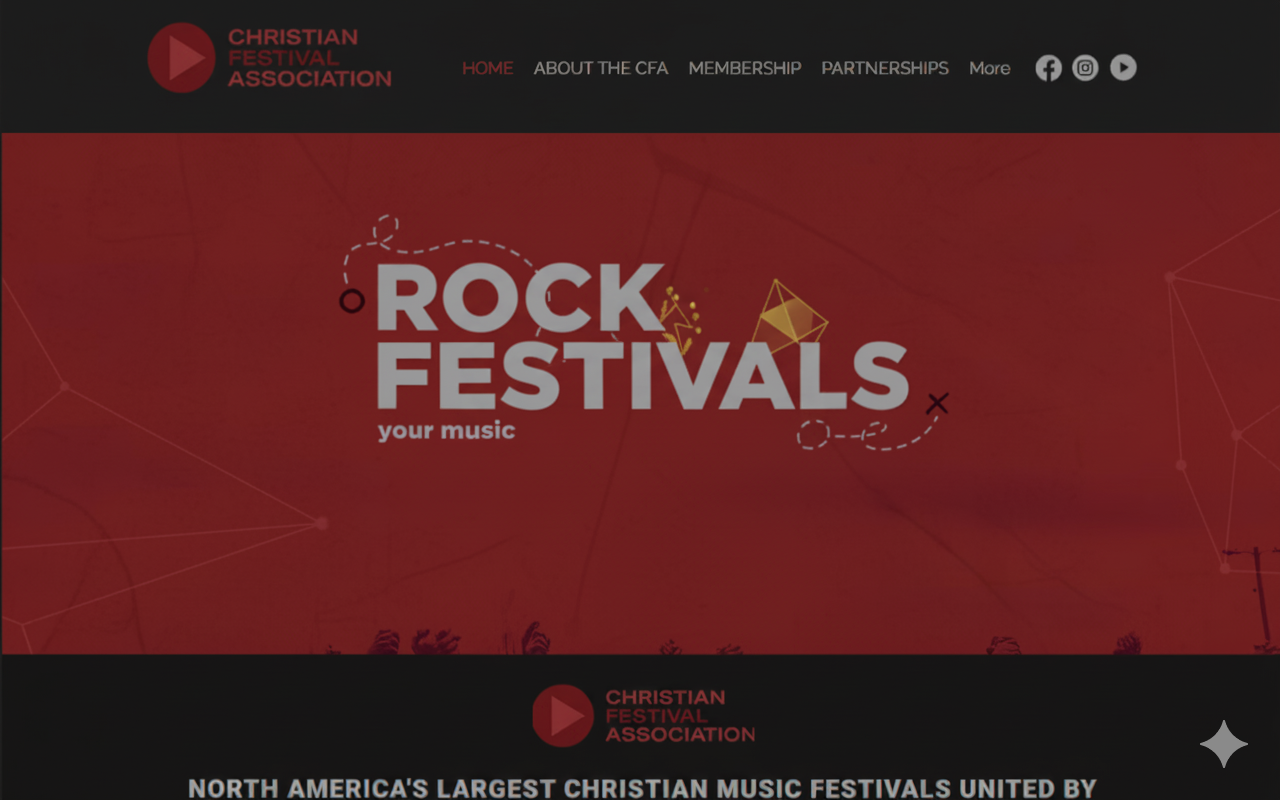 CHRISTIAN
FESTIVAL
ASSOCIATION
HOME ABOUT THE CFA MEMBERSHIP PARTNERSHIPS More
ROCK
FESTIVALS
your music
CHRISTIAN
FESTIVAL
ASSOCIATION
NORTH AMERICA'S LARGEST CHRISTIAN MUSIC FESTIVALS UNITED BY